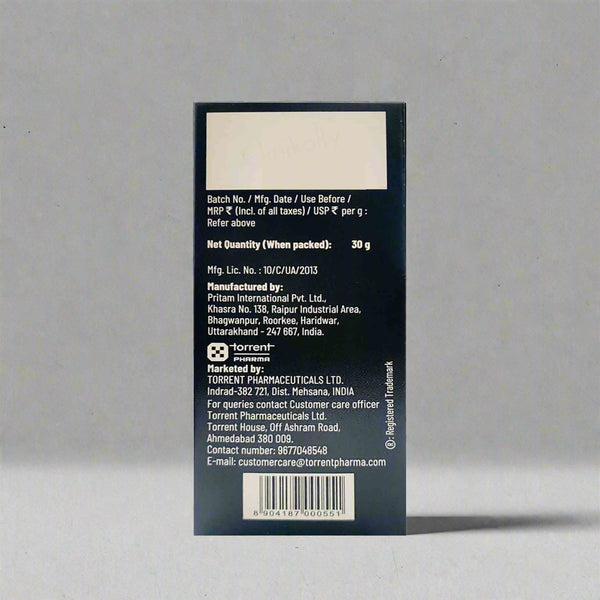 Batch No. / Mfg. Date / Use Before /
MRP ₹ (Incl. of all taxes) / USP ₹ per g :
Refer above
Net Quantity (When packed): 30 g
Mfg. Lic. No. : 10/C/UA/2013
Manufactured by:
Pritam International Pvt. Ltd.,
Khasra No. 138, Raipur Industrial Area,
Bhagwanpur, Roorkee, Haridwar,
Uttarakhand - 247 667, India.
torrent
PHARMA
Marketed by:
TORRENT PHARMACEUTICALS LTD.
Indrad-382 721, Dist. Mehsana, INDIA
For queries contact Customer care officer
Torrent Pharmaceuticals Ltd.
Torrent House, Off Ashram Road,
Ahmedabad 380 009.
Contact number: 9677048548
E-mail: customercare@torrentpharma.com
®: Registered Trademark
8 904187 000551